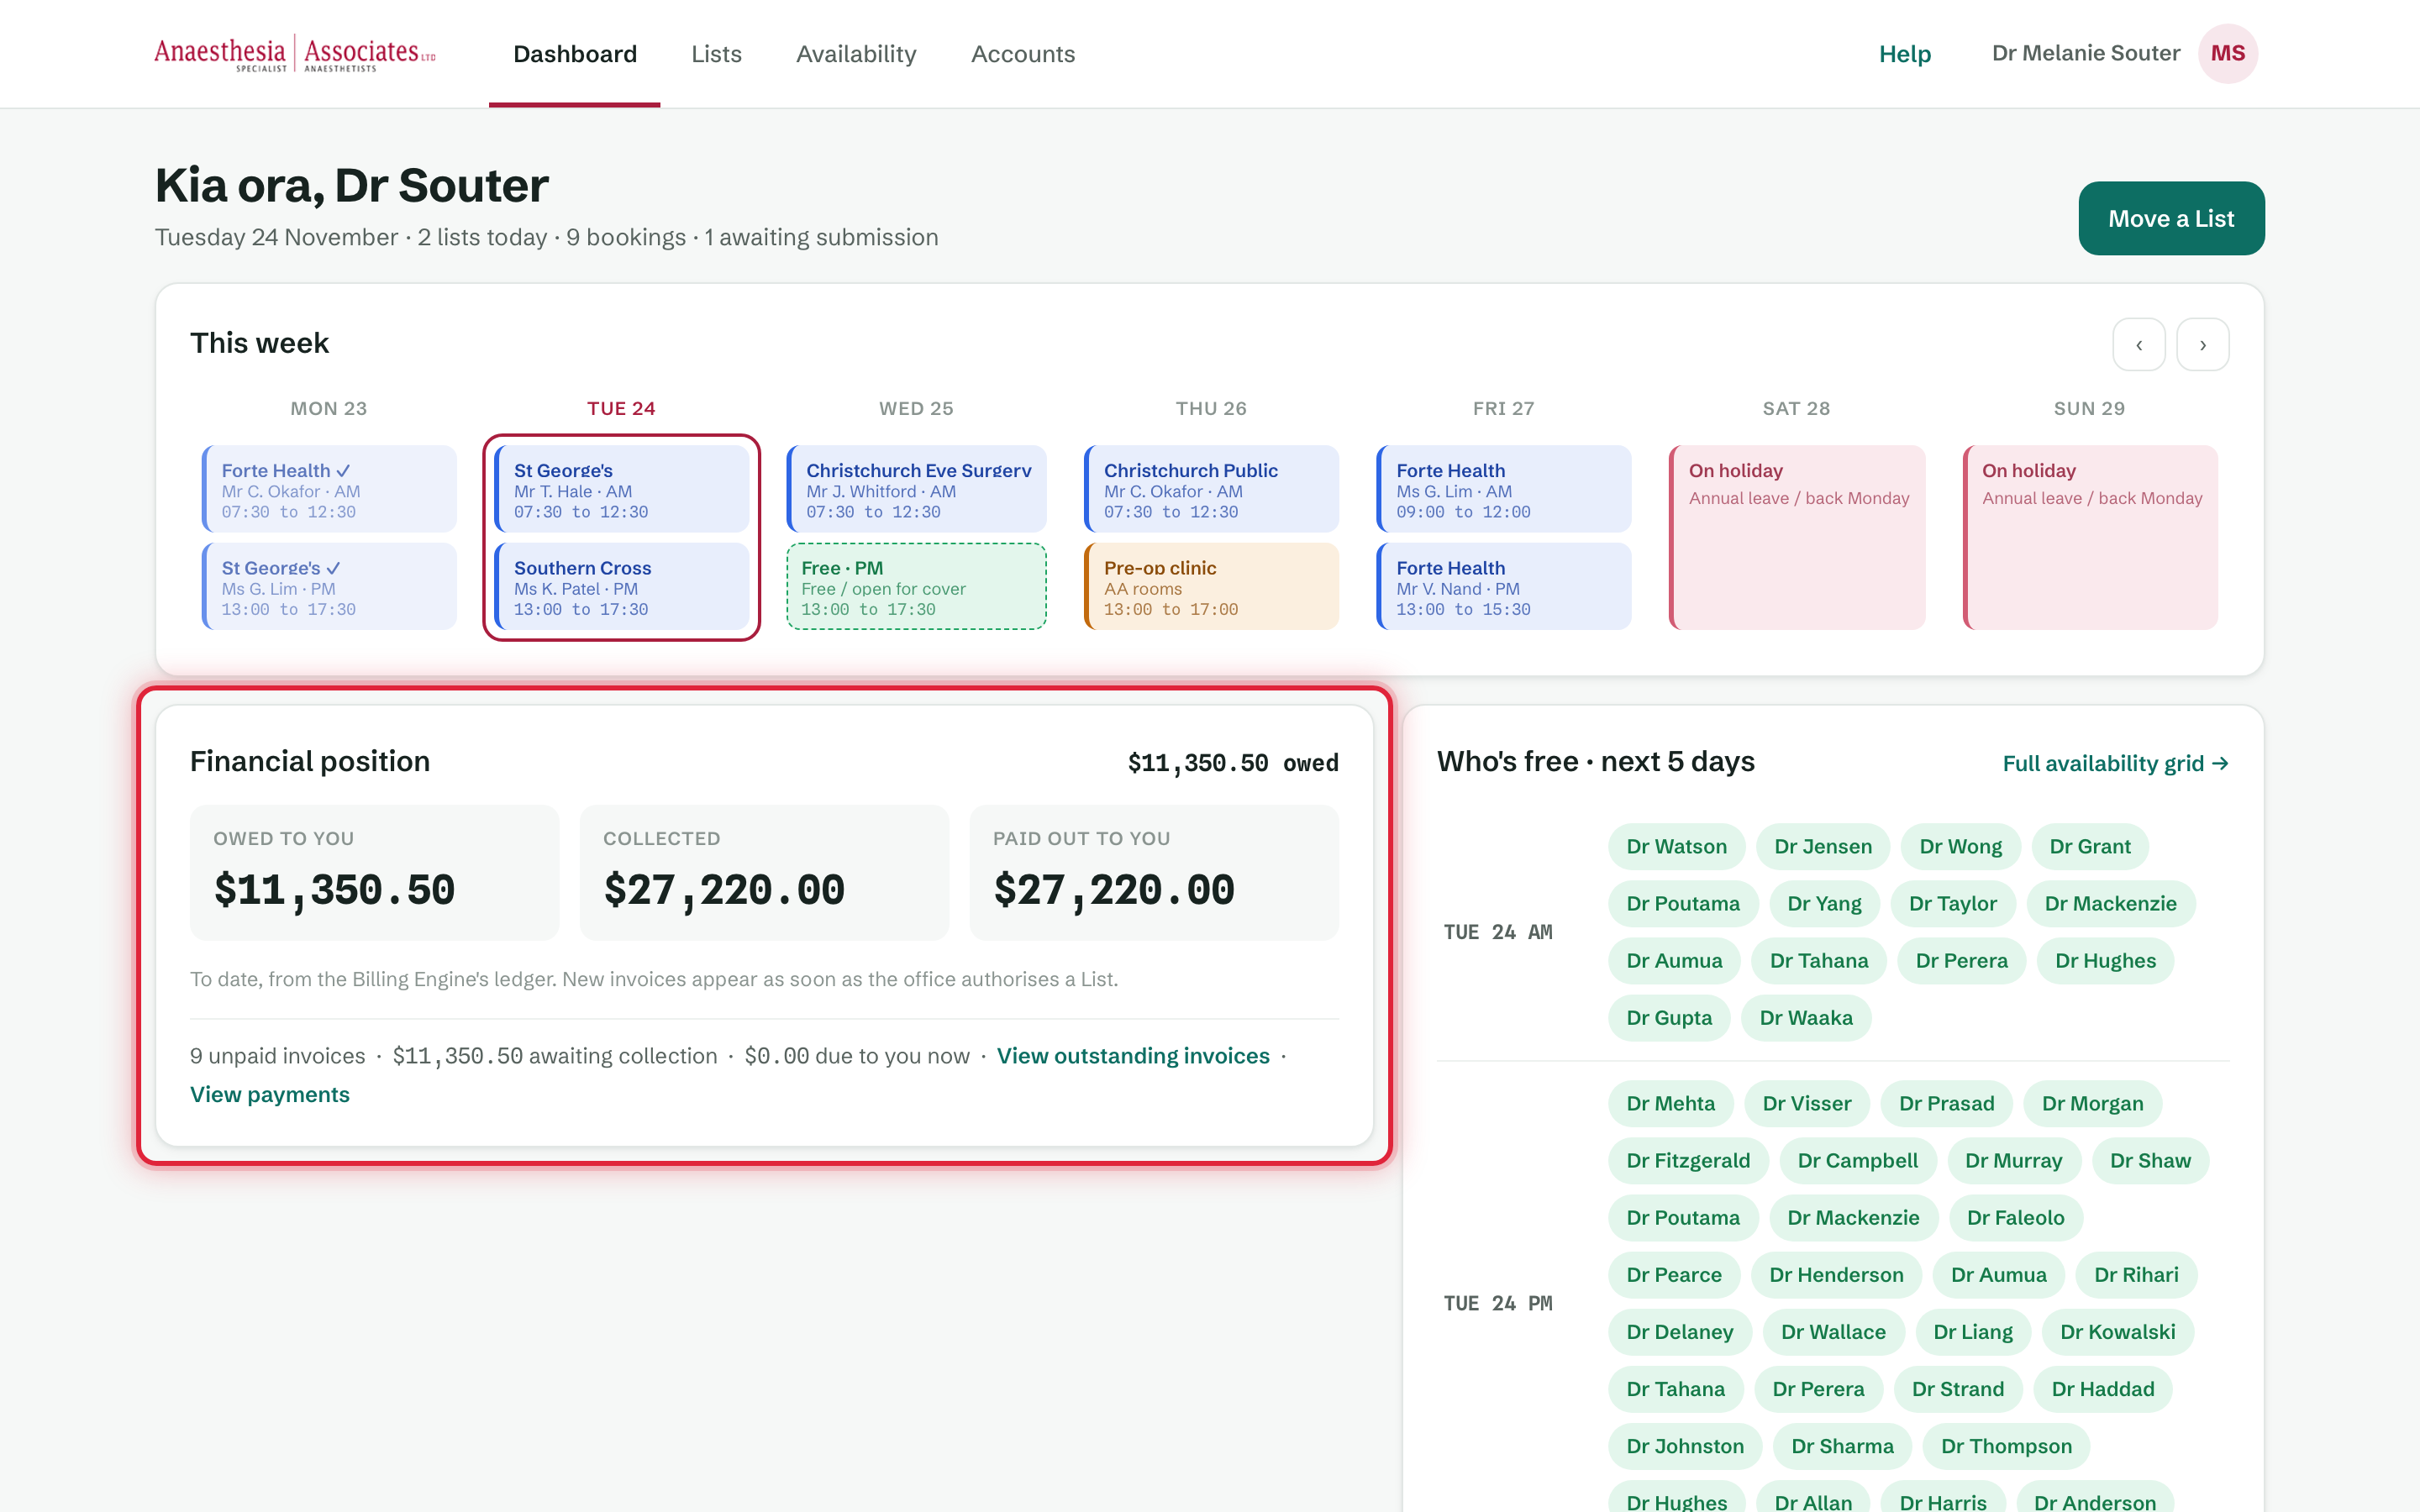 Anaesthesia | Associates LTD
SPECIALIST ANAESTHETISTS
Dashboard
Lists
Availability
Accounts
Help
Dr Melanie Souter
MS
Kia ora, Dr Souter
Tuesday 24 November · 2 lists today · 9 bookings · 1 awaiting submission
Move a List
This week
‹
›
MON 23
Forte Health ✓
Mr C. Okafor · AM
07:30 to 12:30
St George's ✓
Ms G. Lim · PM
13:00 to 17:30
TUE 24
St George's
Mr T. Hale · AM
07:30 to 12:30
Southern Cross
Ms K. Patel · PM
13:00 to 17:30
WED 25
Christchurch Eye Surgery
Mr J. Whitford · AM
07:30 to 12:30
Free · PM
Free / open for cover
13:00 to 17:30
THU 26
Christchurch Public
Mr C. Okafor · AM
07:30 to 12:30
Pre-op clinic
AA rooms
13:00 to 17:00
FRI 27
Forte Health
Ms G. Lim · AM
09:00 to 12:00
Forte Health
Mr V. Nand · PM
13:00 to 15:30
SAT 28
On holiday
Annual leave / back Monday
SUN 29
On holiday
Annual leave / back Monday
Financial position
$11,350.50 owed
OWED TO YOU
$11,350.50
COLLECTED
$27,220.00
PAID OUT TO YOU
$27,220.00
To date, from the Billing Engine's ledger. New invoices appear as soon as the office authorises a List.
9 unpaid invoices · $11,350.50 awaiting collection · $0.00 due to you now · View outstanding invoices ·
View payments
Who's free · next 5 days
Full availability grid →
TUE 24 AM
Dr Watson Dr Jensen Dr Wong Dr Grant
Dr Poutama Dr Yang Dr Taylor Dr Mackenzie
Dr Aumua Dr Tahana Dr Perera Dr Hughes
Dr Gupta Dr Waaka
TUE 24 PM
Dr Mehta Dr Visser Dr Prasad Dr Morgan
Dr Fitzgerald Dr Campbell Dr Murray Dr Shaw
Dr Poutama Dr Mackenzie Dr Faleolo
Dr Pearce Dr Henderson Dr Aumua Dr Rihari
Dr Delaney Dr Wallace Dr Liang Dr Kowalski
Dr Tahana Dr Perera Dr Strand Dr Haddad
Dr Johnston Dr Sharma Dr Thompson
Dr Hughes Dr Allan Dr Harris Dr Anderson